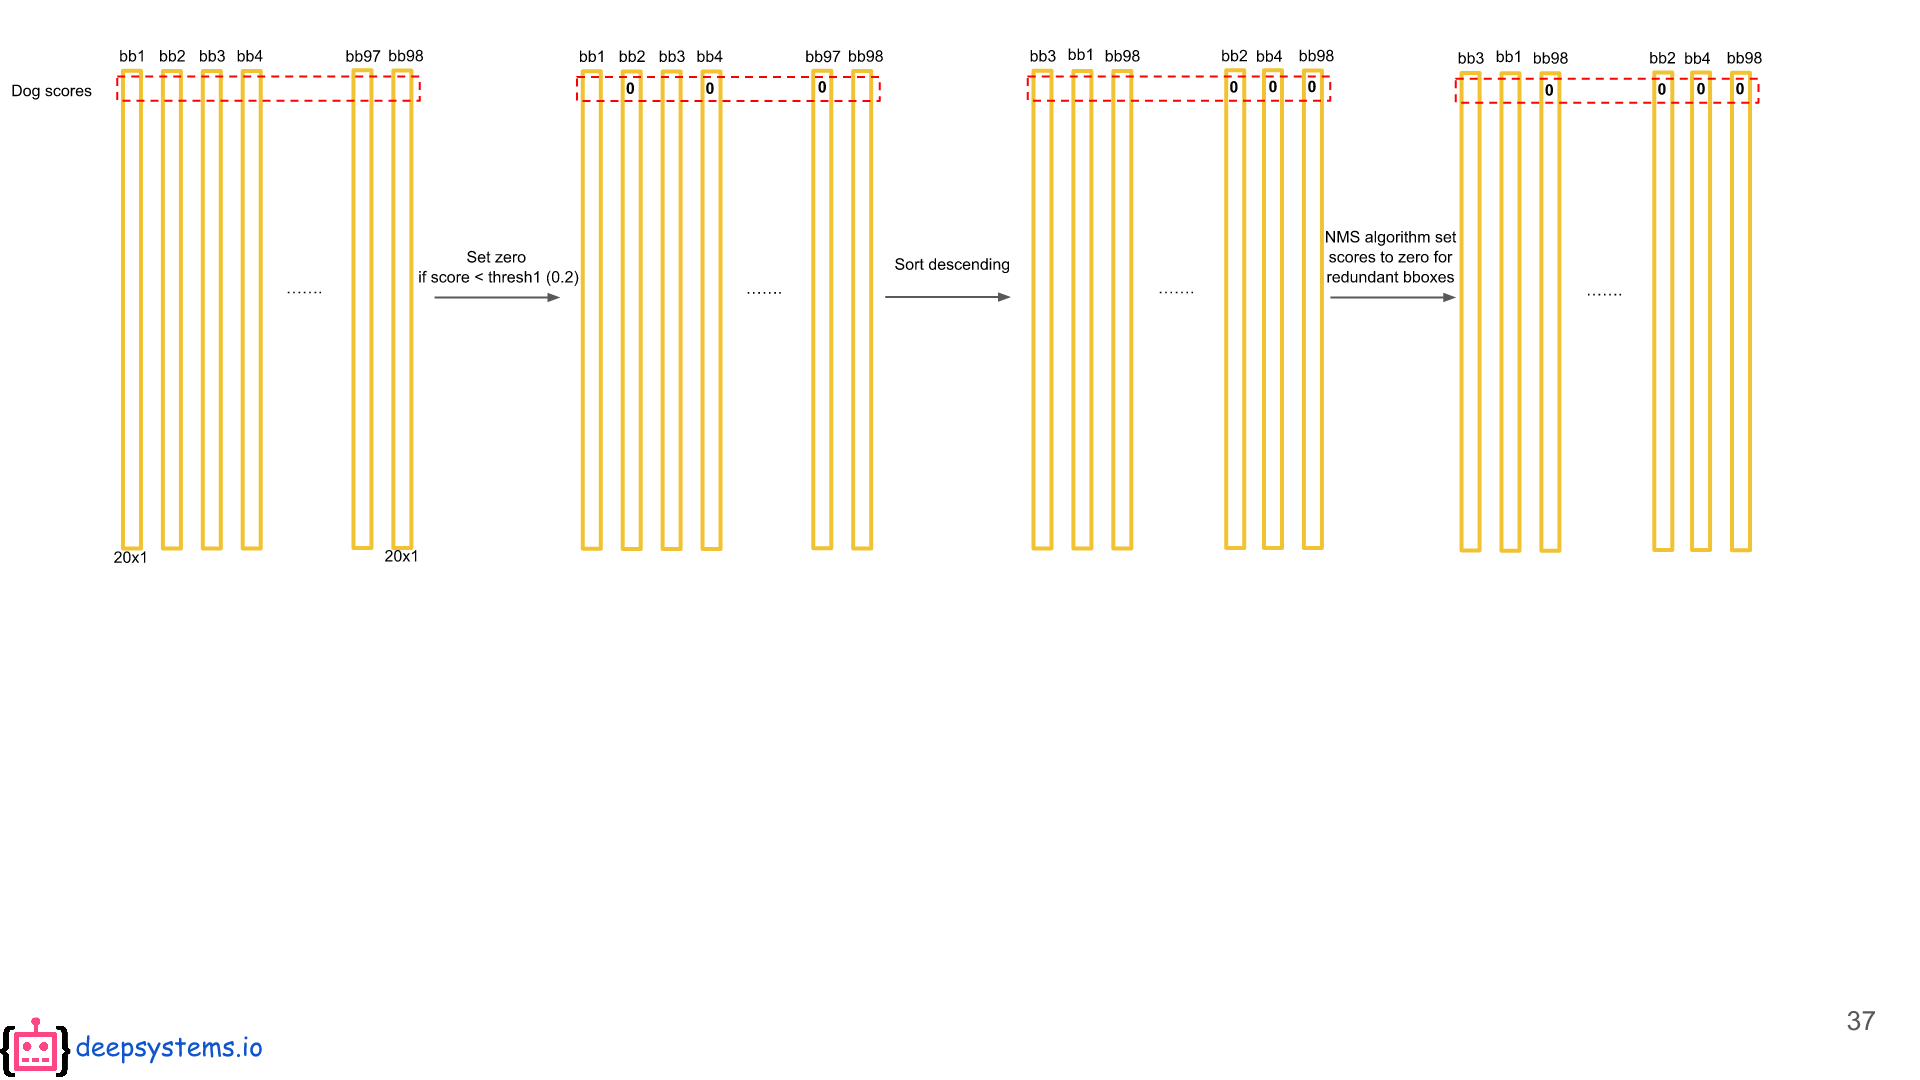 bb1 bb2 bb3 bb4 bb97 bb98
bb1 bb2 bb3 bb4 bb97 bb98
bb3 bb1 bb98 bb2 bb4 bb98
bb3 bb1 bb98 bb2 bb4 bb98
Dog scores
0 0 0
0 0 0
0 0 0 0
Set zero
if score < thresh1 (0.2)
.......
.......
Sort descending
.......
NMS algorithm set
scores to zero for
redundant bboxes
.......
20x1 20x1
{ } deepsystems.io
37